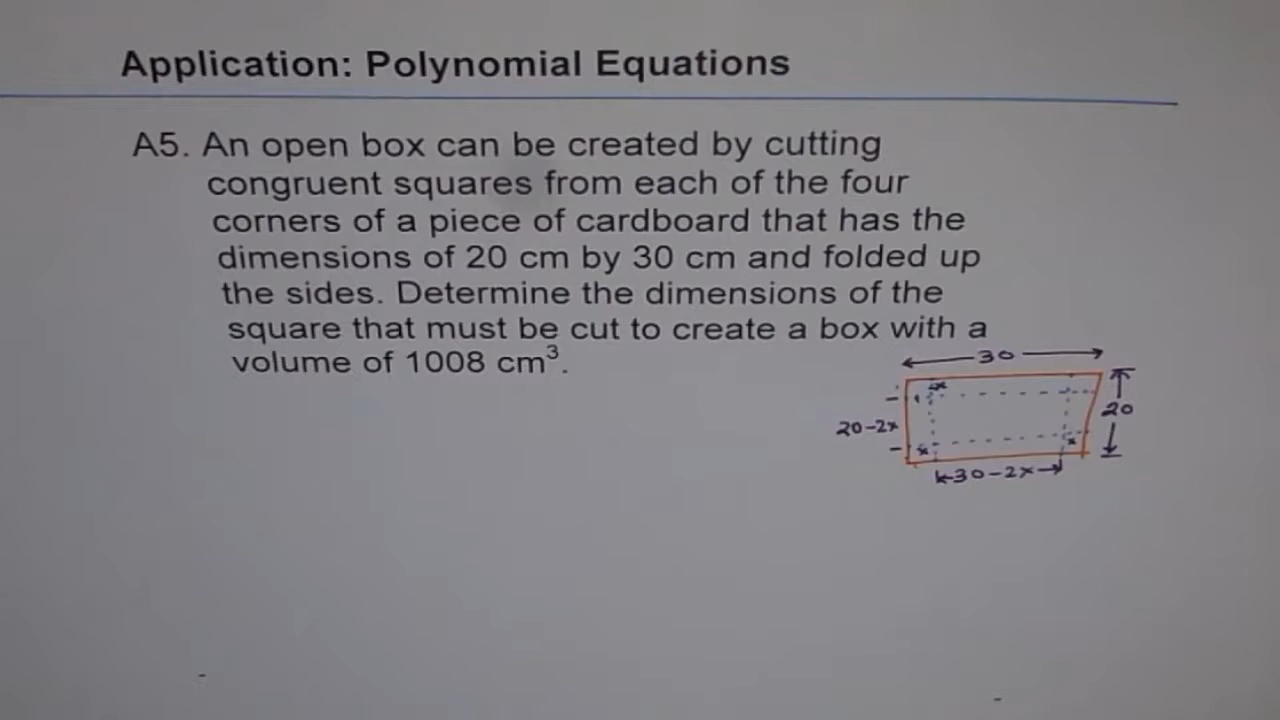 Application: Polynomial Equations
A5. An open box can be created by cutting
congruent squares from each of the four
corners of a piece of cardboard that has the
dimensions of 20 cm by 30 cm and folded up
the sides. Determine the dimensions of the
square that must be cut to create a box with a
volume of 1008 cm³.
30
x
20
20-2x
x
x
30-2x